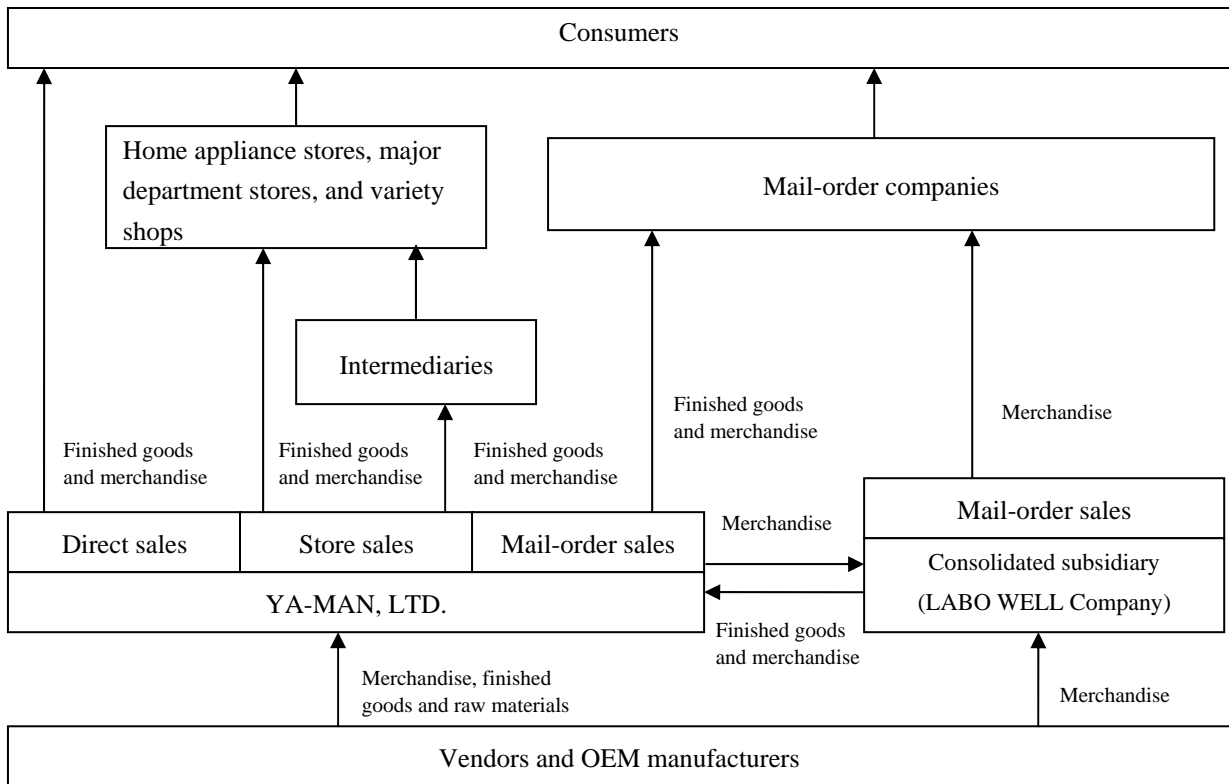 Consumers
Home appliance stores, major
department stores, and variety
shops
Mail-order companies
Intermediaries
Finished goods
and merchandise
Merchandise
Finished goods
and merchandise
Finished goods
and merchandise
Finished goods
and merchandise
Direct sales
Store sales
Mail-order sales
Merchandise
Mail-order sales
YA-MAN, LTD.
Consolidated subsidiary
(LABO WELL Company)
Finished goods
and merchandise
Merchandise, finished
goods and raw materials
Merchandise
Vendors and OEM manufacturers